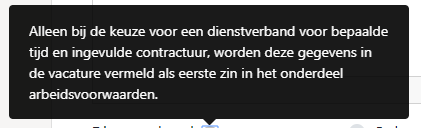 Alleen bij de keuze voor een dienstverband voor bepaalde
tijd en ingevulde contractuur, worden deze gegevens in
de vacature vermeld als eerste zin in het onderdeel
arbeidsvoorwaarden.